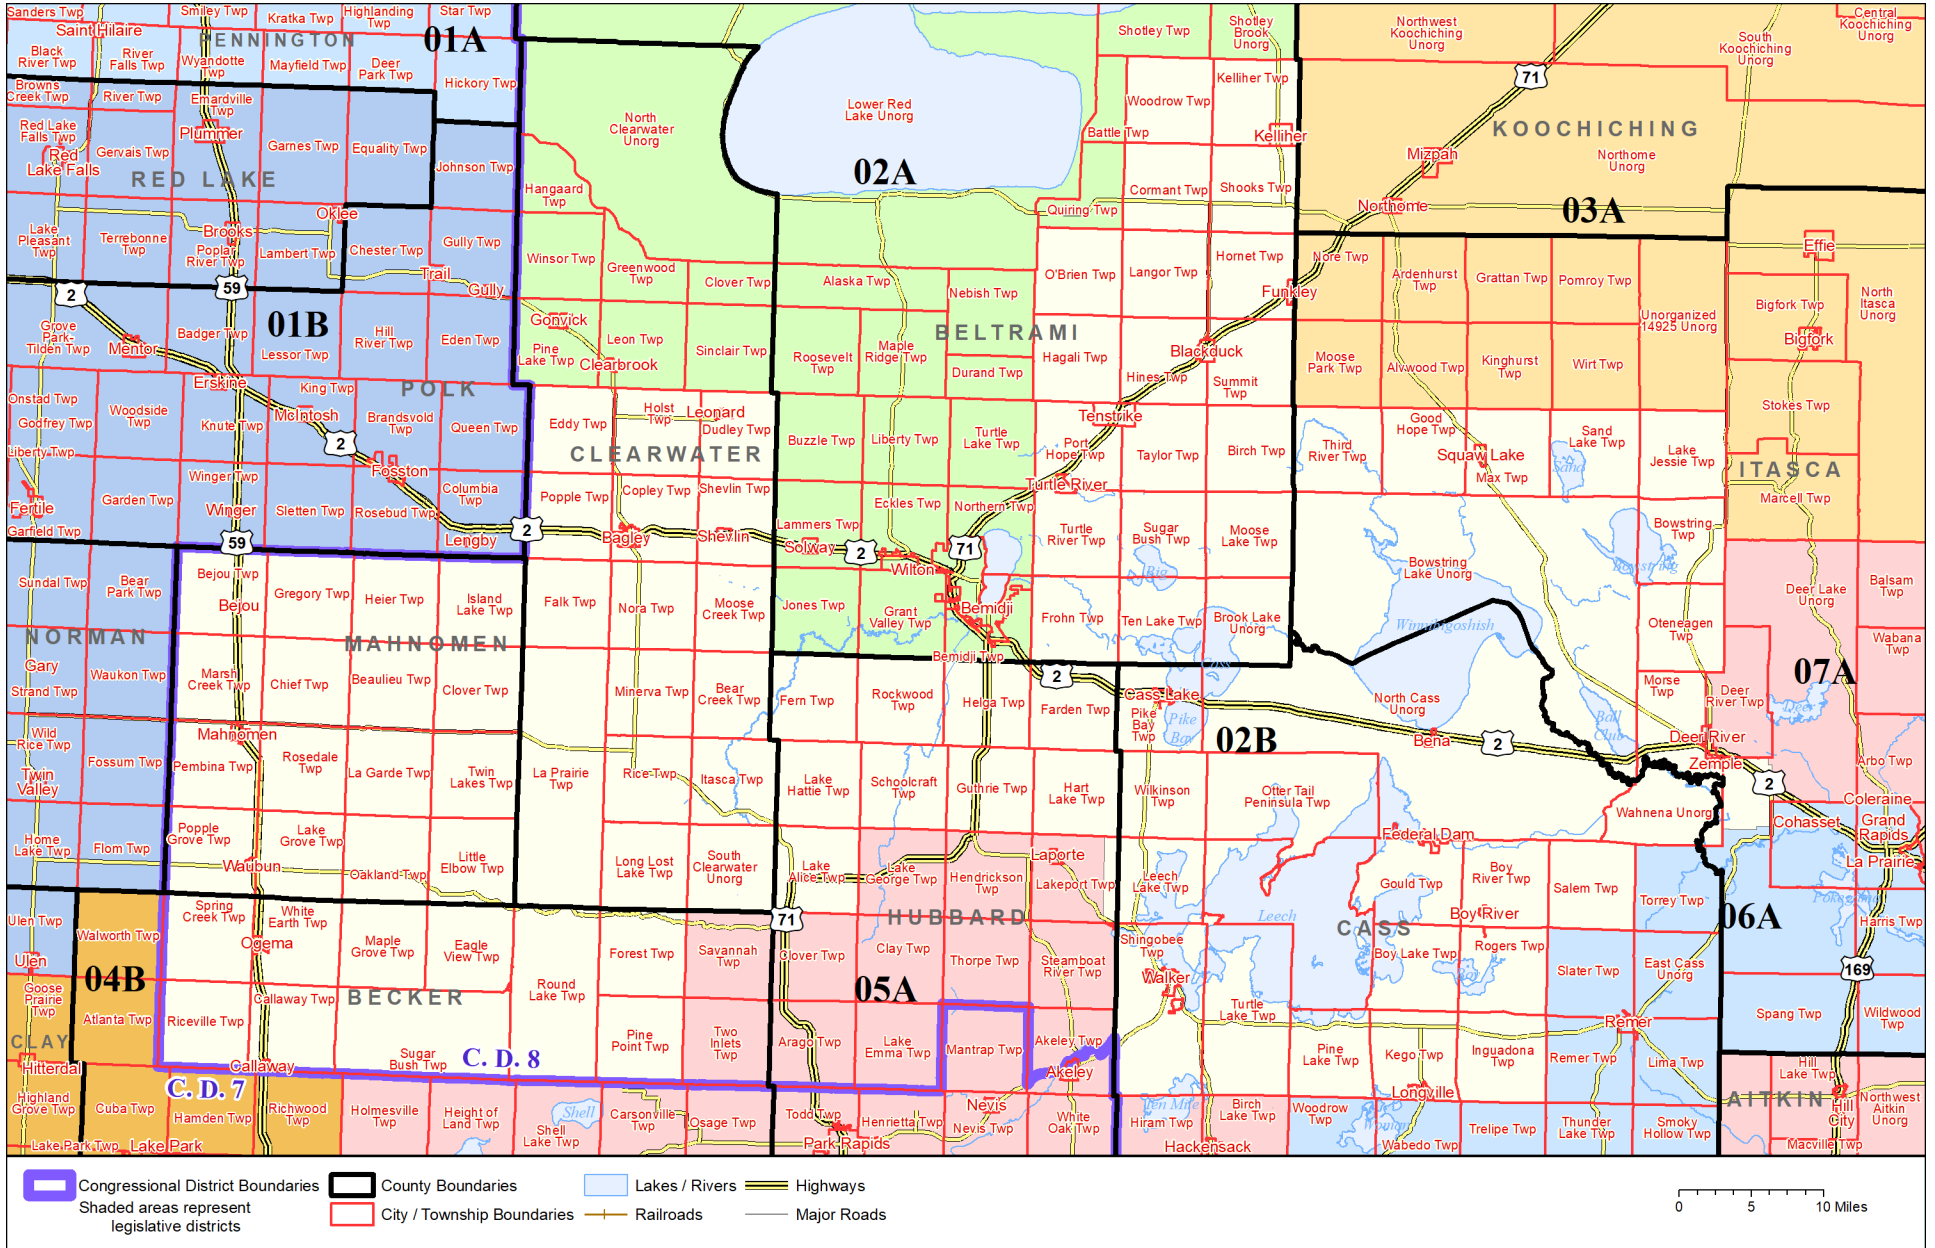 Sanders Twp
Smiley Twp
Kratka Twp
Highlanding
Twp
Star Twp
Saint Hilaire
PENNINGTON
01A
Black
River Twp
River
Falls Twp
Wyandotte
Twp
Mayfield Twp
Deer
Park Twp
Hickory Twp
Shotley Twp
Shotley
Brook
Unorg
Northwest
Koochiching
Unorg
South
Koochiching
Unorg
Central
Koochiching
Unorg
71
Browns
Creek Twp
River Twp
Emardville
Twp
Red Lake
Falls Twp
Plummer
Red
Lake Falls
Gervais Twp
Garnes Twp
Equality Twp
Johnson Twp
RED LAKE
North
Clearwater
Unorg
Lower Red
Lake Unorg
02A
Kelliher Twp
Woodrow Twp
Battle Twp
Kelliher
KOOCHICHING
Mizpah
Northome
Unorg
Hangaard
Twp
Cormant Twp
Shooks Twp
Quiring Twp
Northome
03A
Lake
Pleasant
Twp
Terrebonne
Twp
Brooks
Poplar
River Twp
Oklee
Lambert Twp
Chester Twp
Gully Twp
Trail
Gully
Winsor Twp
Greenwood
Twp
Clover Twp
Alaska Twp
Nebish Twp
O'Brien Twp
Langor Twp
Hornet Twp
Funkley
Nore Twp
Ardenhurst
Twp
Grattan Twp
Pomroy Twp
Effie
Bigfork Twp
North
Itasca
Unorg
2
59
01B
Grove
Park-
Tilden Twp
Mentor
Badger Twp
Lessor Twp
Hill
River Twp
Eden Twp
Gonvick
Pine
Lake Twp
Leon Twp
Clearbrook
Sinclair Twp
Roosevelt
Twp
Maple
Ridge Twp
BELTRAMI
Durand Twp
Hagali Twp
Blackduck
Hines Twp
Summit
Twp
Moose
Park Twp
Alvwood Twp
Kinghurst
Twp
Wirt Twp
Unorganized
14925 Unorg
Bigfork
Erskine
King Twp
POLK
Onstad Twp
Godfrey Twp
Woodside
Twp
Knute Twp
McIntosh
Brandsvold
Twp
Queen Twp
2
Liberty Twp
Fosston
Eddy Twp
Holst
Twp
Leonard
Dudley Twp
CLEARWATER
Buzzle Twp
Liberty Twp
Turtle
Lake Twp
Tenstrike
Port
Hope Twp
Taylor Twp
Birch Twp
Third
River Twp
Good
Hope Twp
Squaw Lake
Max Twp
Sand
Lake Twp
Sand
Lake
Jessie Twp
Stokes Twp
ITASCA
Marcell Twp
Winger Twp
Fertile
Garden Twp
Winger
Sletten Twp
Rosebud Twp
Columbia
Twp
Garfield Twp
Lengby
2
59
Popple Twp
Copley Twp
Shevlin Twp
Bagley
Shevlin
Lammers Twp
Solway
2
Eckles Twp
Northern Twp
Turtle River
71
Wilton
Turtle
River Twp
Sugar
Bush Twp
Big
Moose
Lake Twp
Bowstring
Lake Unorg
Bowstring
Twp
Bowstring
Sundal Twp
Bear
Park Twp
Bejou Twp
Bejou
Gregory Twp
Heier Twp
Island
Lake Twp
Falk Twp
Nora Twp
Moose
Creek Twp
Jones Twp
Grant
Valley Twp
Bemidji
Bemidji Twp
Frohn Twp
Ten Lake Twp
Brook Lake
Unorg
Cass
Winnibigoshish
Oteneagen
Twp
Deer Lake
Unorg
Balsam
Twp
Wabana
Twp
NORMAN
MAHNOMEN
Gary
Strand Twp
Waukon Twp
Marsh
Creek Twp
Chief Twp
Beaulieu Twp
Clover Twp
Minerva Twp
Bear
Creek Twp
Fern Twp
Rockwood
Twp
Helga Twp
2
Farden Twp
Cass Lake
Pike
Bay
Twp
Pike
Bay
02B
North Cass
Unorg
Bena
2
Ball
Club
Morse
Twp
Deer
River Twp
Deer River
Zemple
07A
Deer
Wild
Rice Twp
Twin
Valley
Fossum Twp
Mahnomen
Pembina Twp
Rosedale
Twp
La Garde Twp
Twin
Lakes Twp
La Prairie
Twp
Rice Twp
Itasca Twp
Lake
Hattie Twp
Schoolcraft
Twp
Guthrie Twp
Hart
Lake Twp
Wilkinson
Twp
Otter Tail
Peninsula Twp
Wahnena Unorg
2
Arbo Twp
Coleraine
Cohasset
Grand
Rapids
La Prairie
Home
Lake Twp
Flom Twp
Popple
Grove Twp
Lake
Grove Twp
Waubun
Oakland Twp
Little
Elbow Twp
Long Lost
Lake Twp
South
Clearwater
Unorg
Lake
Alice Twp
Lake
George Twp
Hendrickson
Twp
Laporte
Lakeport Twp
Leech
Lake Twp
Federal Dam
Gould Twp
Boy
River Twp
Salem Twp
Torrey Twp
06A
Harris Twp
Ulen Twp
Walworth Twp
Spring
Creek Twp
White
Earth Twp
Ogema
Maple
Grove Twp
Eagle
View Twp
Forest Twp
Savannah
Twp
71
Clover Twp
HUBBARD
Clay Twp
Thorpe Twp
Steamboat
River Twp
Shingobee
Twp
Walker
Leech
CASS
Boy River
Boy Lake Twp
Boy
Rogers Twp
Slater Twp
East Cass
Unorg
169
Ulen
04B
Goose
Prairie
Twp
Atlanta Twp
Riceville Twp
Callaway Twp
BECKER
Round
Lake Twp
05A
Turtle
Lake Twp
Spang Twp
Wildwood
Twp
CLAY
Hitterdal
Callaway
Sugar
Bush Twp
C. D. 8
C. D. 7
Pine
Point Twp
Two
Inlets
Twp
Arago Twp
Lake
Emma Twp
Mantrap Twp
Akeley Twp
Akeley
Pine
Lake Twp
Kego Twp
Inguadona
Twp
Remer
Remer Twp
Lima Twp
Hill
Lake Twp
Longville
Highland
Grove Twp
Cuba Twp
Hamden Twp
Richwood
Twp
Holmesville
Twp
Height of
Land Twp
Shell
Shell
Lake Twp
Carsonville
Twp
Osage Twp
Todd Twp
Park Rapids
Henrietta Twp
Nevis
Nevis Twp
White
Oak Twp
Ten Mile
Hiram Twp
Hackensack
Birch
Lake Twp
Woodrow
Twp
Woman
Wabedo Twp
Trelipe Twp
Thunder
Lake Twp
Smoky
Hollow Twp
AITKIN
Hill
City
Northwest
Aitkin
Unorg
Macville Twp
Lake Park Twp
Lake Park
Congressional District Boundaries
Shaded areas represent
legislative districts
County Boundaries
City / Township Boundaries
Lakes / Rivers
Railroads
Highways
Major Roads
0 5 10 Miles